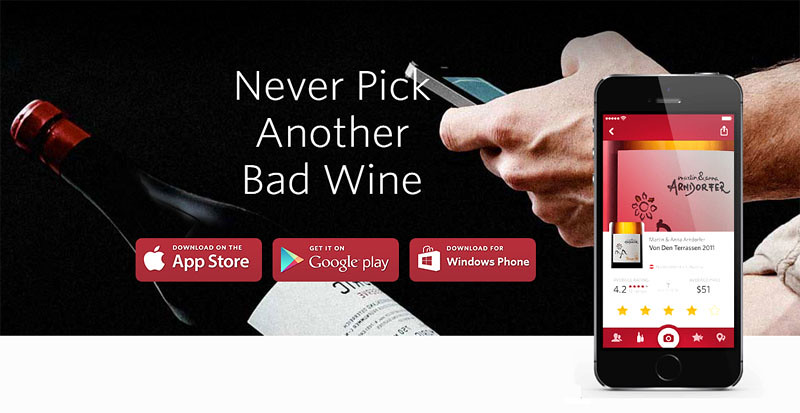 Never Pick
Another
Bad Wine
DOWNLOAD ON THE
App Store
GET IT ON
Google play
DOWNLOAD FOR
Windows Phone
martin & anna
ARNDORFER
Martin & Anna Arndorfer
Von Den Terrassen 2011
4.2
$51